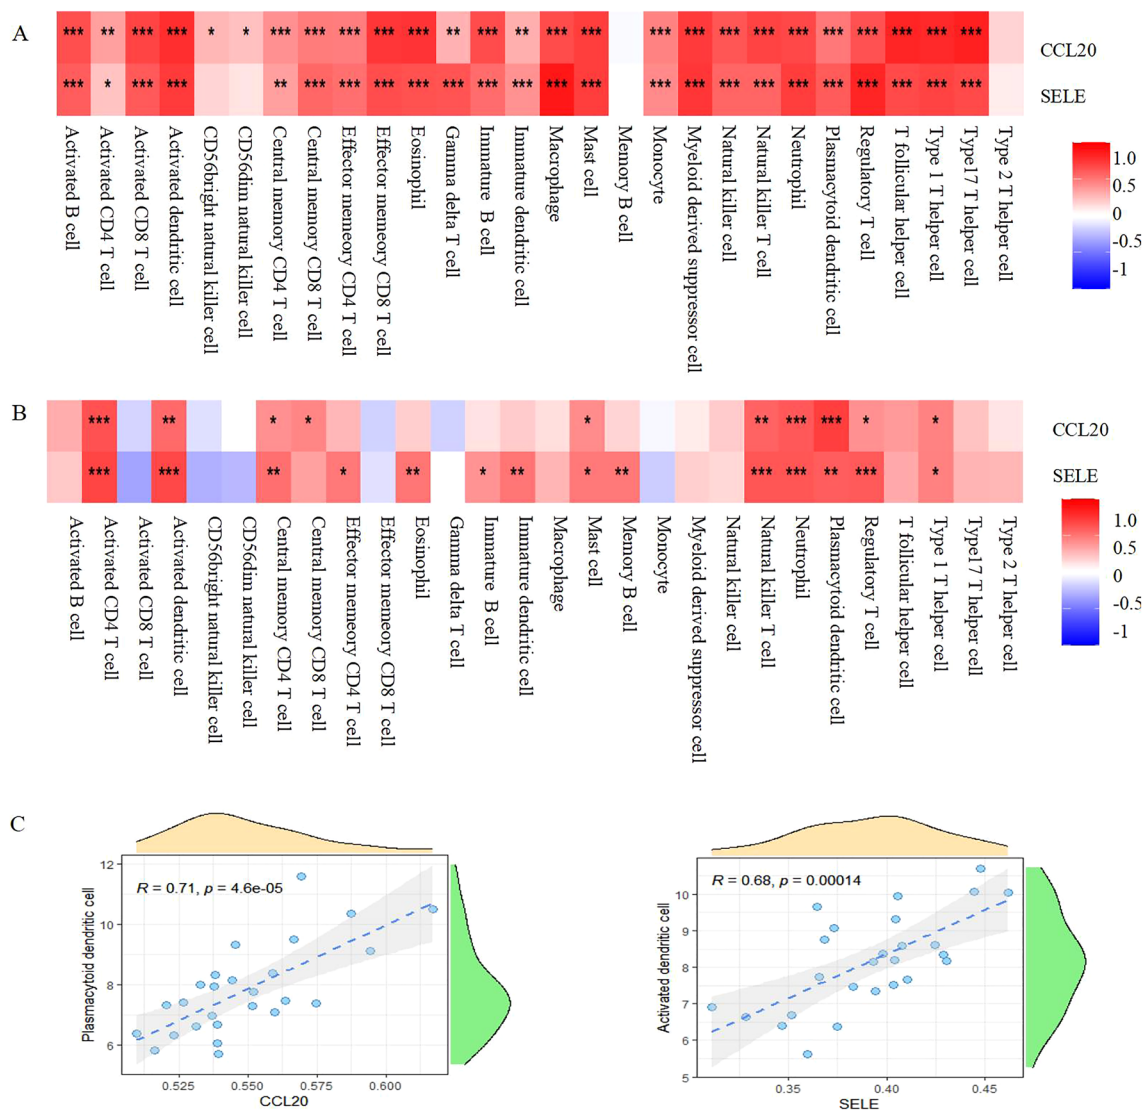 A
*** ** *** *** * * *** *** *** *** *** ** *** ** *** *** *** *** *** *** *** *** *** *** *** ***
CCL20
*** * *** *** ** *** *** *** *** *** *** *** *** *** *** *** *** *** *** *** *** *** *** ***
SELE
Activated B cell
Activated CD4 T cell
Activated CD8 T cell
Activated dendritic cell
CD56bright natural killer cell
CD56dim natural killer cell
Central memory CD4 T cell
Central memory CD8 T cell
Effector memeory CD4 T cell
Effector memeory CD8 T cell
Eosinophil
Gamma delta T cell
Immature B cell
Immature dendritic cell
Macrophage
Mast cell
Memory B cell
Monocyte
Myeloid derived suppressor cell
Natural killer cell
Natural killer T cell
Neutrophil
Plasmacytoid dendritic cell
Regulatory T cell
T follicular helper cell
Type 1 T helper cell
Type17 T helper cell
Type 2 T helper cell
1.0
0.5
0
-0.5
-1
B
*** ** * * * ** *** *** * *
CCL20
*** *** ** * ** * ** * ** *** *** ** *** *
SELE
Activated B cell
Activated CD4 T cell
Activated CD8 T cell
Activated dendritic cell
CD56bright natural killer cell
CD56dim natural killer cell
Central memory CD4 T cell
Central memory CD8 T cell
Effector memeory CD4 T cell
Effector memeory CD8 T cell
Eosinophil
Gamma delta T cell
Immature B cell
Immature dendritic cell
Macrophage
Mast cell
Memory B cell
Monocyte
Myeloid derived suppressor cell
Natural killer cell
Natural killer T cell
Neutrophil
Plasmacytoid dendritic cell
Regulatory T cell
T follicular helper cell
Type 1 T helper cell
Type17 T helper cell
Type 2 T helper cell
1.0
0.5
0
-0.5
-1
C
R = 0.71, p = 4.6e-05
Plasmacytoid dendritic cell
12
10
8
6
0.525 0.550 0.575 0.600
CCL20
R = 0.68, p = 0.00014
Activated dendritic cell
10
9
8
7
6
5
0.35 0.40 0.45
SELE